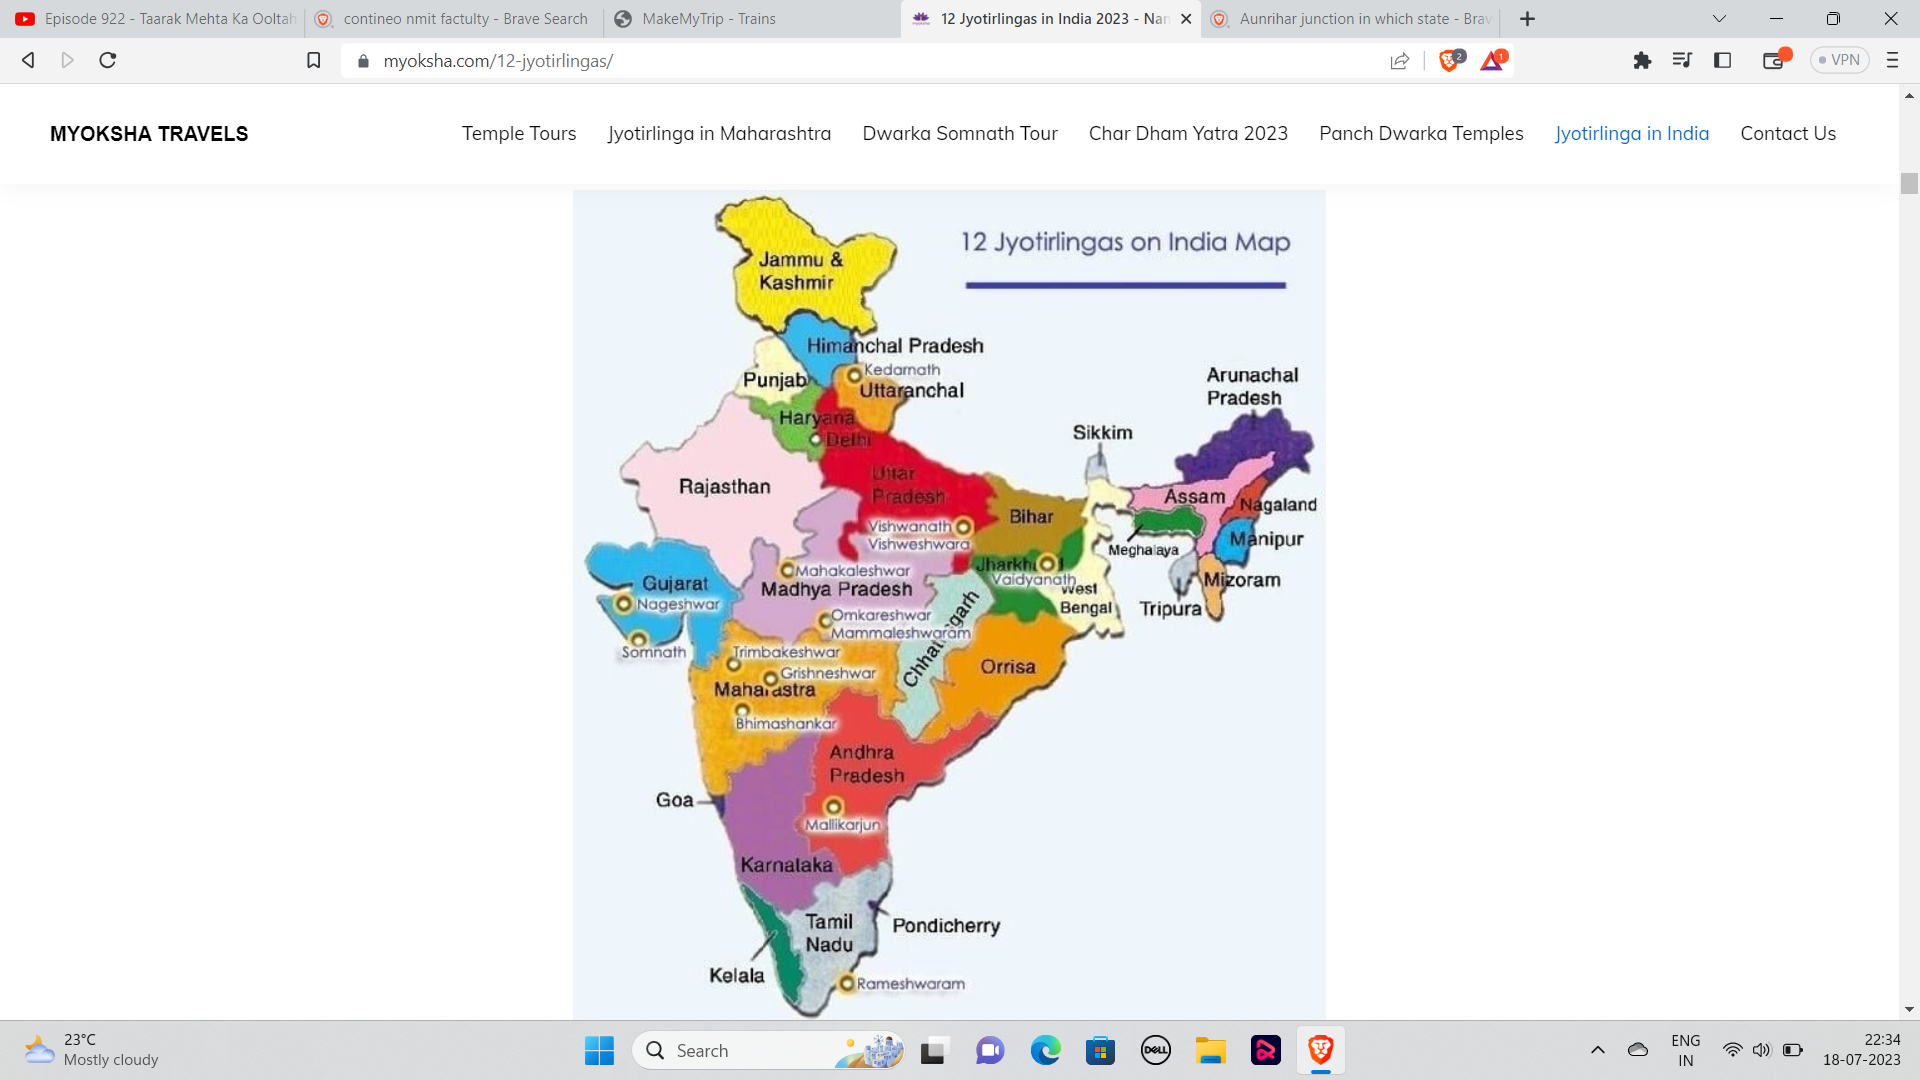 Episode 922 - Taarak Mehta Ka Ooltah
contineo nmit factulty - Brave Search
MakeMyTrip - Trains
12 Jyotirlingas in India 2023 - Nan
Aunrihar junction in which state - Brav
myoksha.com/12-jyotirlingas/
2
1
VPN
MYOKSHA TRAVELS
Temple Tours
Jyotirlinga in Maharashtra
Dwarka Somnath Tour
Char Dham Yatra 2023
Panch Dwarka Temples
Jyotirlinga in India
Contact Us
12 Jyotirlingas on India Map
Jammu &
Kashmir
Himanchal Pradesh
Kedarnath
Punjab
Uttaranchal
Arunachal
Pradesh
Haryana
Delhi
Sikkim
Rajasthan
Uttar
Pradesh
Assam
Nagaland
Bihar
Vishwanath
Vishweshwara
Manipur
Meghalaya
Mahakaleshwar
Vaidyanath
Gujarat
Madhya Pradesh
West
Bengal
Mizoram
Tripura
Nageshwar
Omkareshwar
Mammaleshwaram
Somnath
Trimbakeshwar
Grishneshwar
Orrisa
Maharastra
Bhimashankar
Andhra
Pradesh
Goa
Mallikarjun
Karnataka
Tamil
Nadu
Pondicherry
Kelala
Rameshwaram
23°C
Mostly cloudy
Search
DELL
ENG
IN
22:34
18-07-2023